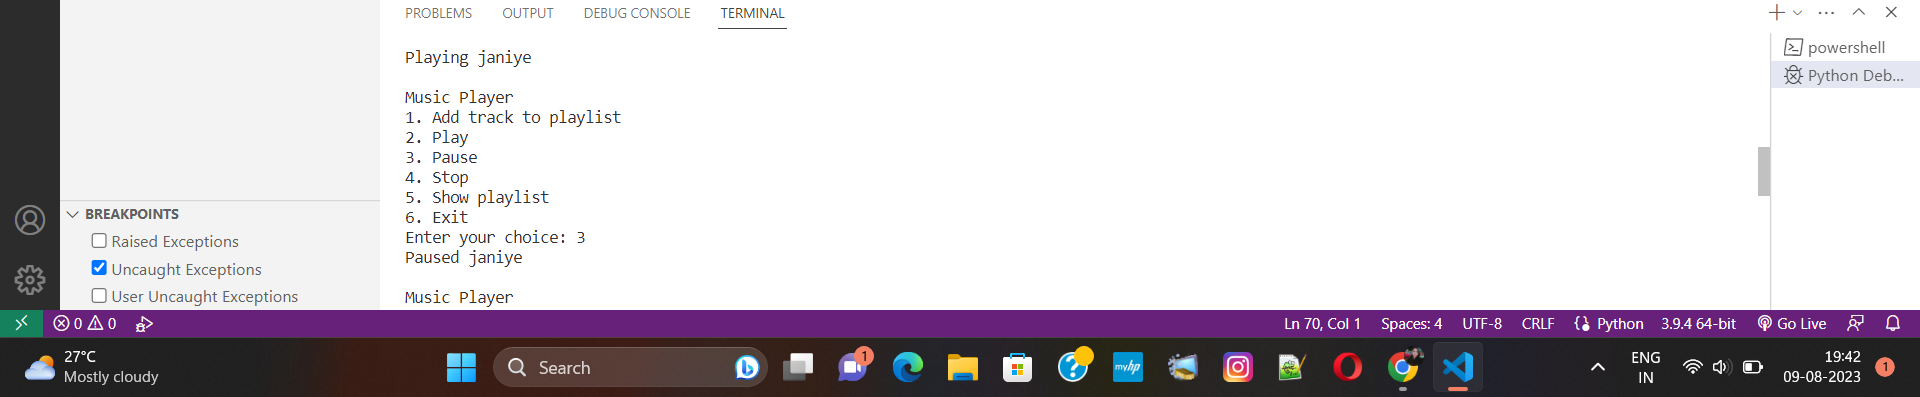 PROBLEMS OUTPUT DEBUG CONSOLE TERMINAL
Playing janiye
Music Player
1. Add track to playlist
2. Play
3. Pause
4. Stop
5. Show playlist
6. Exit
Enter your choice: 3
Paused janiye
Music Player
powershell
Python Deb...
BREAKPOINTS
Raised Exceptions
Uncaught Exceptions
User Uncaught Exceptions
0 0
Ln 70, Col 1 Spaces: 4 UTF-8 CRLF Python 3.9.4 64-bit Go Live
27°C
Mostly cloudy
Search
1
myhp
ENG
IN
19:42
09-08-2023
1